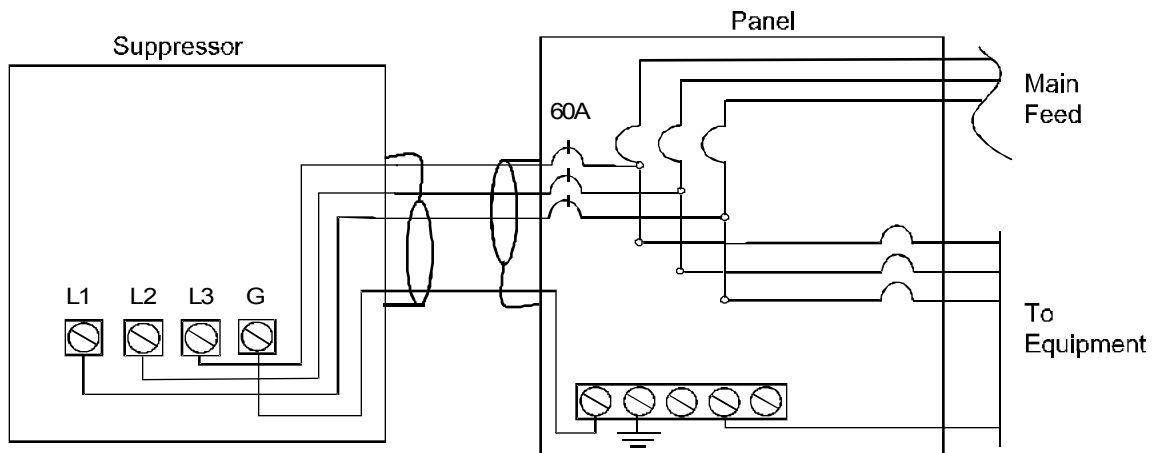 Panel
Suppressor
Main
Feed
60A
L1 L2 L3 G
To
Equipment